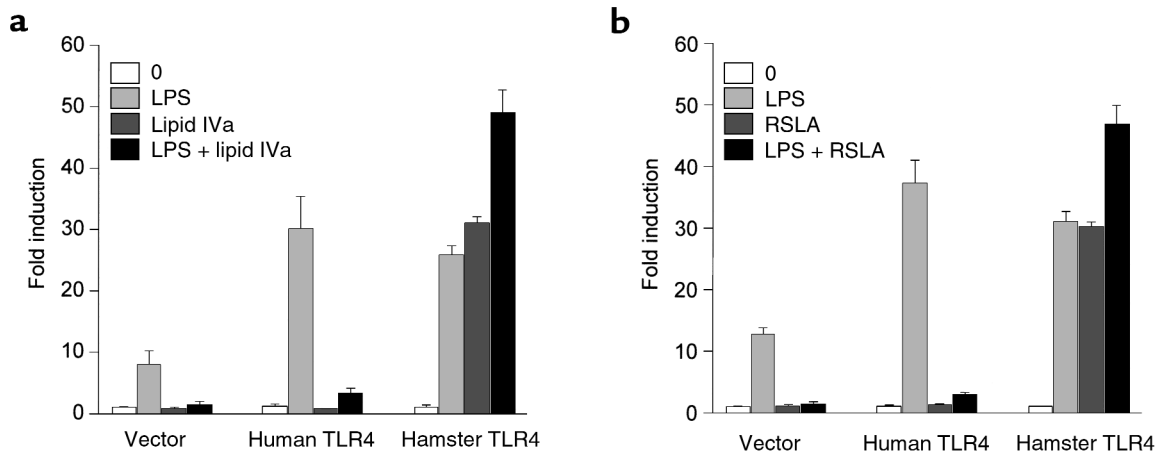 a
60
50
40
30
20
10
0
Fold induction
0
LPS
Lipid IVa
LPS + lipid IVa
Vector
Human TLR4
Hamster TLR4
b
60
50
40
30
20
10
0
Fold induction
0
LPS
RSLA
LPS + RSLA
Vector
Human TLR4
Hamster TLR4